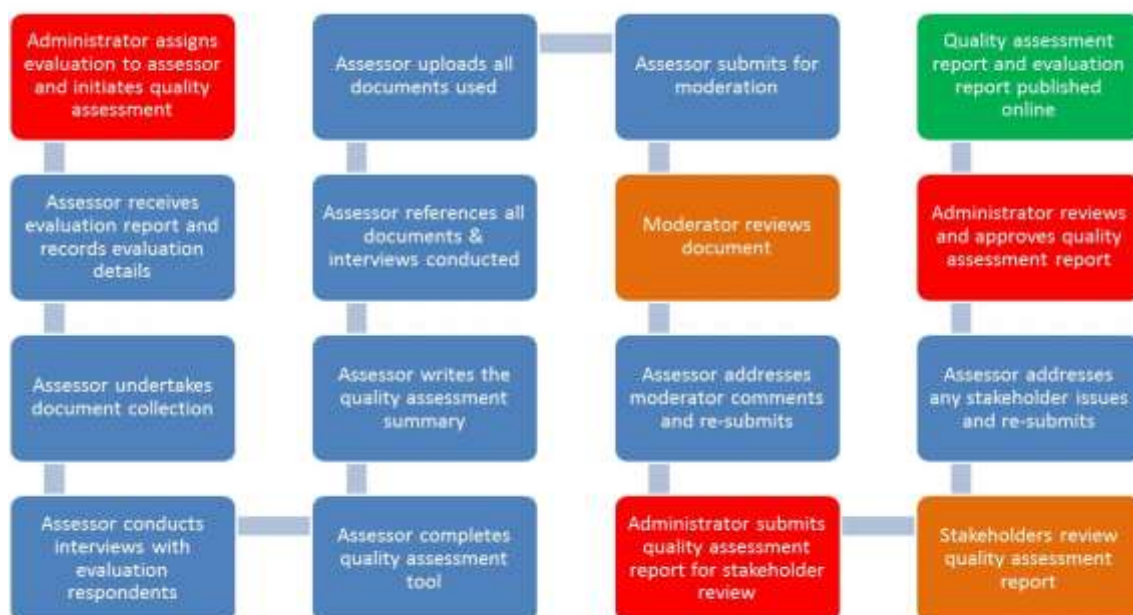 Administrator assigns
evaluation to assessor
and initiates quality
assessment
Assessor receives
evaluation report and
records evaluation
details
Assessor undertakes
document collection
Assessor conducts
interviews with
evaluation
respondents
Assessor completes
quality assessment
tool
Assessor writes the
quality assessment
summary
Assessor references all
documents &
interviews conducted
Assessor uploads all
documents used
Assessor submits for
moderation
Moderator reviews
document
Assessor addresses
moderator comments
and re-submits
Administrator submits
quality assessment
report for stakeholder
review
Stakeholders review
quality assessment
report
Assessor addresses
any stakeholder issues
and re-submits
Administrator reviews
and approves quality
assessment report
Quality assessment
report and evaluation
report published
online